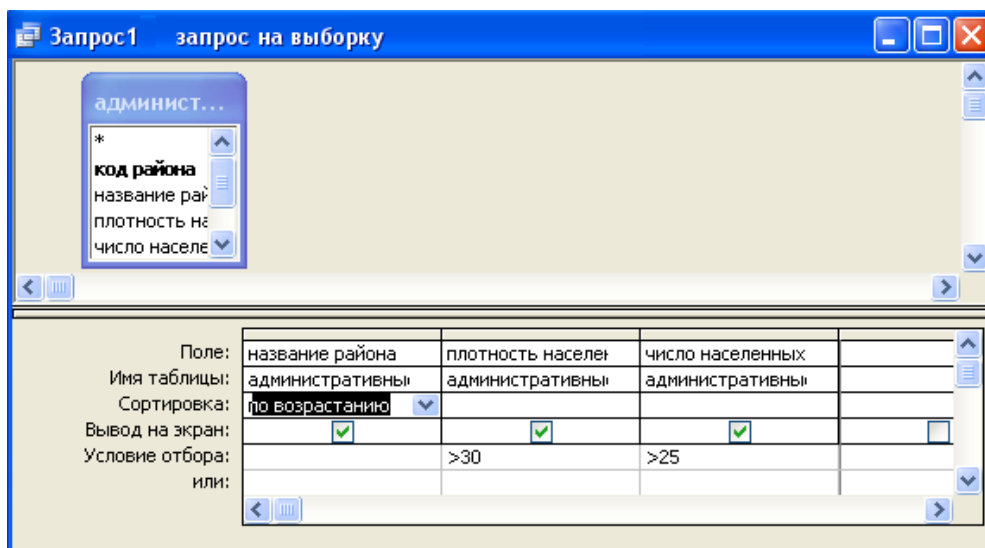 Запрос1 запрос на выборку
админист...
*
код района
название рай
плотность на
число населе
Поле: название района плотность населен число населенных
Имя таблицы: административны административны административны
Сортировка: по возрастанию
Вывод на экран:
Условие отбора: >30 >25
или: